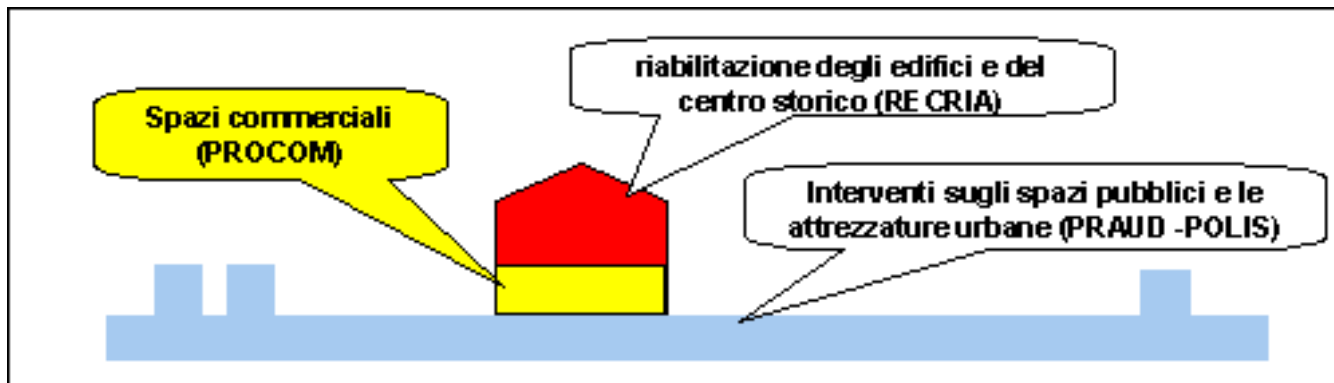 riabilitazione degli edifici e del
centro storico (RE CRIA)
Spazi commerciali
(PROCOM)
Interventi sugli spazi pubblici e le
attrezzature urbane (PRAUD -POLIS)